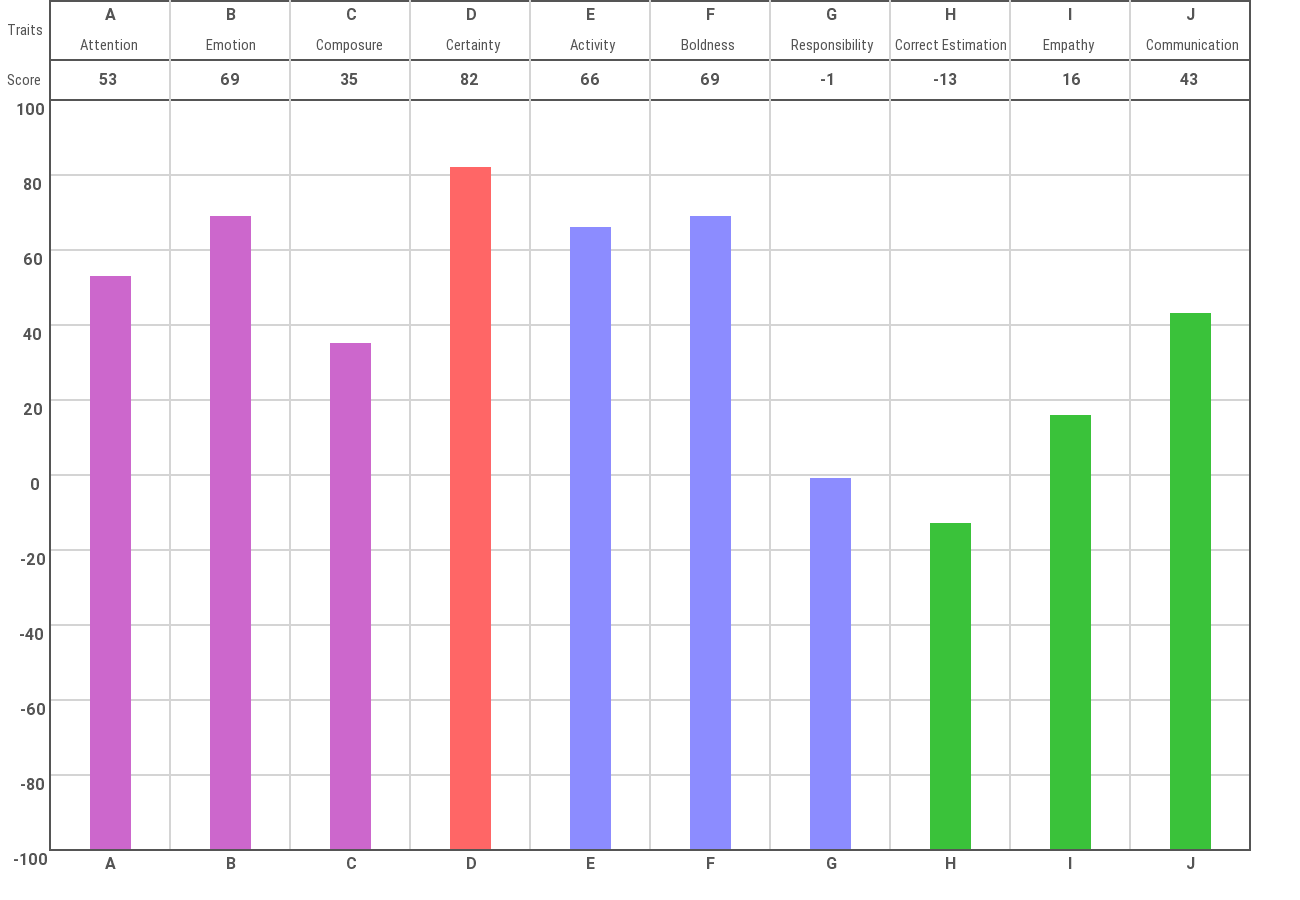 A B C D E F G H I J
Traits
Attention Emotion Composure Certainty Activity Boldness Responsibility Correct Estimation Empathy Communication
Score 53 69 35 82 66 69 -1 -13 16 43
100
80
60
40
20
0
-20
-40
-60
-80
-100
A B C D E F G H I J